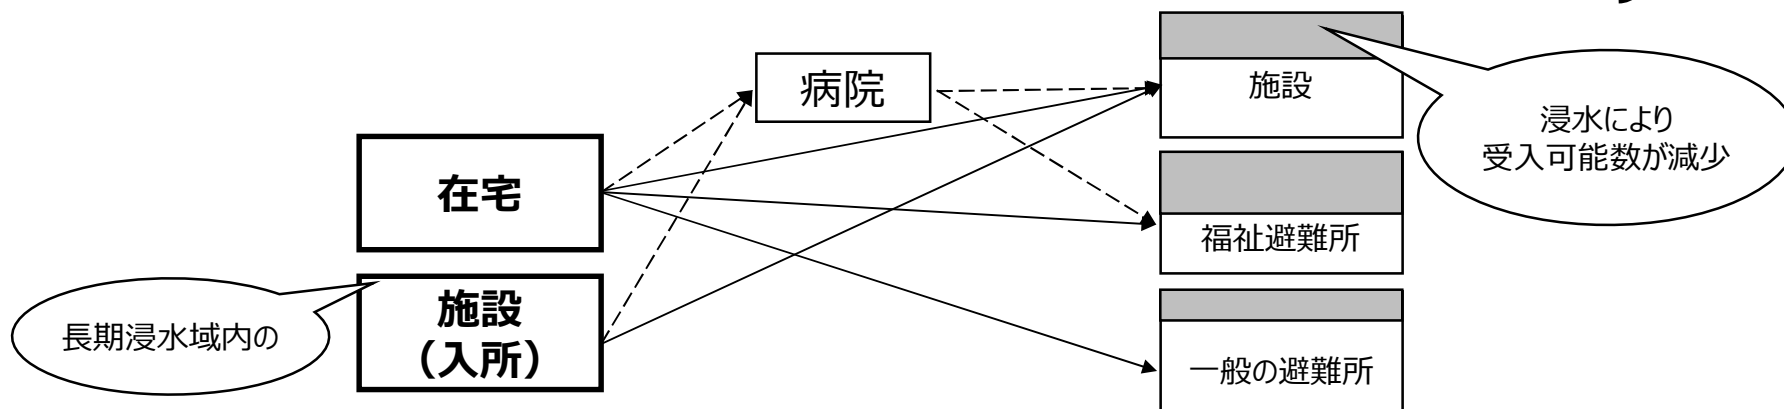 病院
施設
浸水により
受入可能数が減少
在宅
福祉避難所
施設
（入所）
長期浸水域内の
一般の避難所